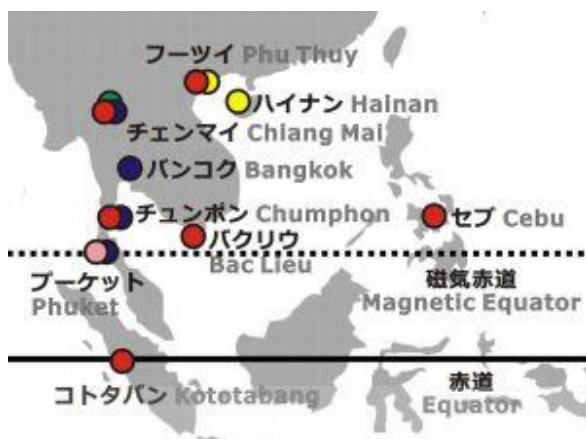 フーツイ Phu Thuy
ハイナン Hainan
チェンマイ Chiang Mai
バンコク Bangkok
チュンポン Chumphon
セブ Cebu
バクリウ
Bac Lieu
プーケット
Phuket
磁気赤道
Magnetic Equator
赤道
Equator
コトタバン Kototabang